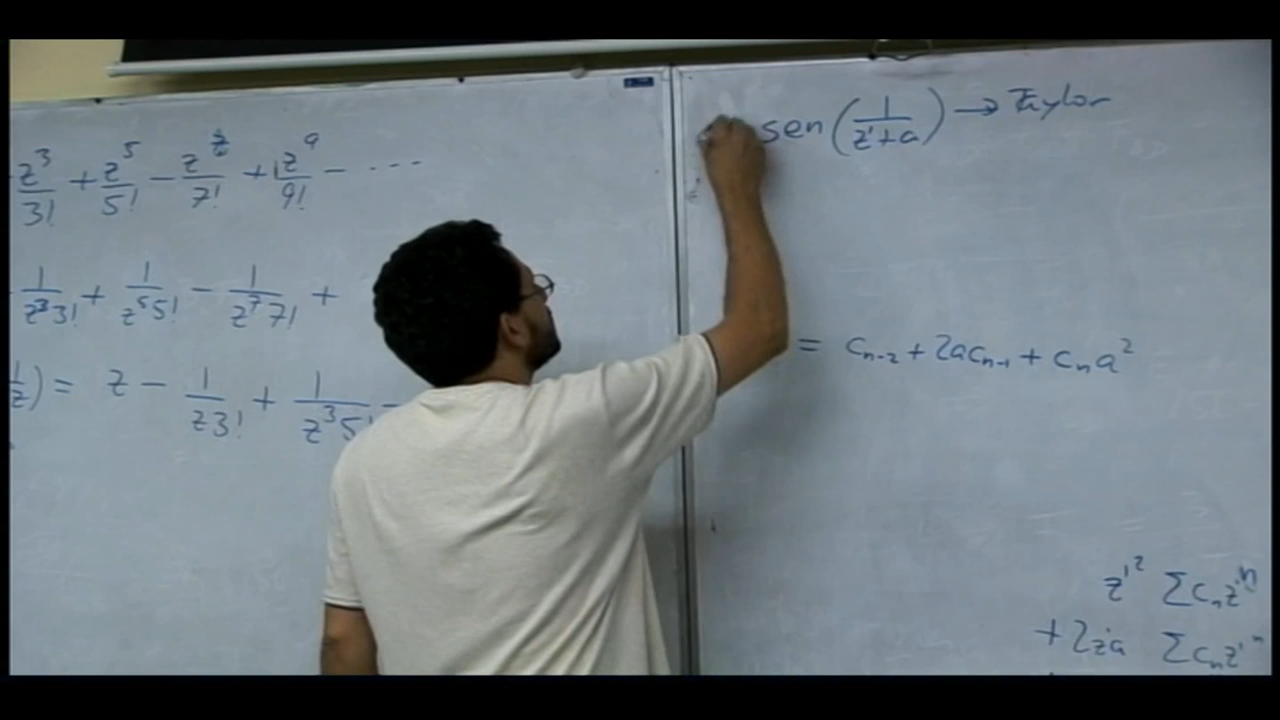 z³/3! + z⁵/5! − z⁷/7! + z⁹/9! − ⋯
1/z³3! + 1/z⁵5! − 1/z⁷7! +
1/z) = z − 1/z3! + 1/z³5! −
sen(1/(z'+a)) → Taylor
= cₙ₋₂ + 2acₙ₋₁ + cₙa²
z'² Σcₙz'ⁿ
+ 2z'a Σcₙz'ⁿ